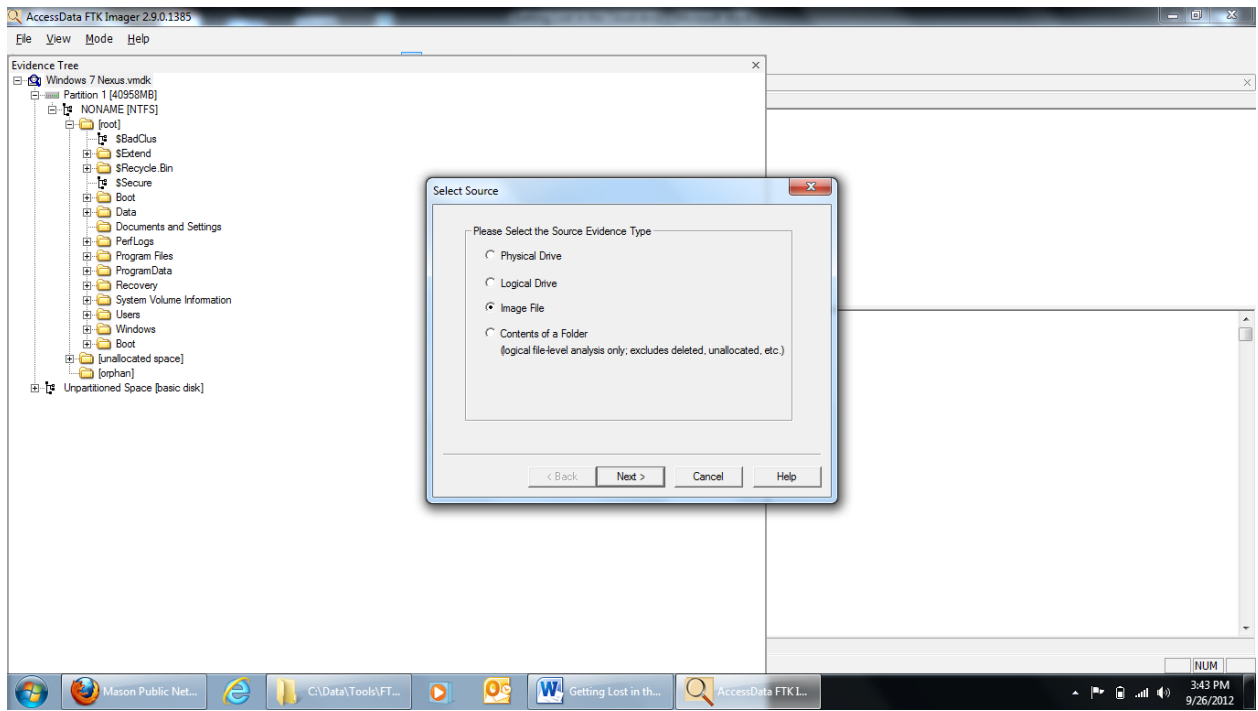 AccessData FTK Imager 2.9.0.1385
File View Mode Help
Evidence Tree
Windows 7 Nexus.vmdk
Partition 1 [40958MB]
NONAME [NTFS]
[root]
$BadClus
$Extend
$Recycle.Bin
$Secure
Boot
Data
Documents and Settings
PerfLogs
Program Files
ProgramData
Recovery
System Volume Information
Users
Windows
Boot
[unallocated space]
[orphan]
Unpartitioned Space [basic disk]
Select Source
Please Select the Source Evidence Type
Physical Drive
Logical Drive
Image File
Contents of a Folder
(logical file-level analysis only; excludes deleted, unallocated, etc.)
< Back Next > Cancel Help
NUM
Mason Public Net... C:\Data\Tools\FT... Getting Lost in th... AccessData FTK I... 3:43 PM
9/26/2012